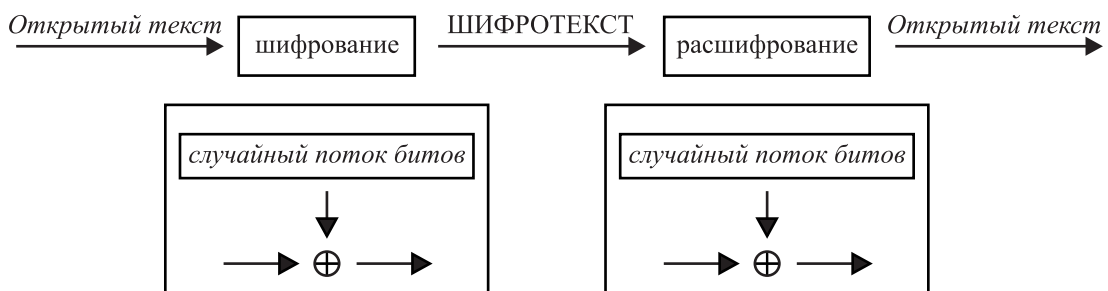 Открытый текст ШИФРОТЕКСТ Открытый текст
шифрование расшифрование
случайный поток битов случайный поток битов